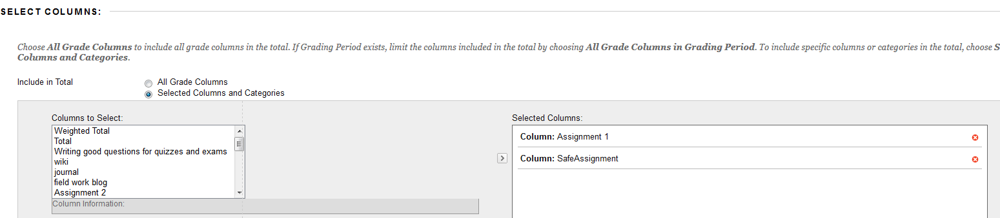 SELECT COLUMNS:
Choose All Grade Columns to include all grade columns in the total. If Grading Period exists, limit the columns included in the total by choosing All Grade Columns in Grading Period. To include specific columns or categories in the total, choose S
Columns and Categories.
Include in Total
All Grade Columns
Selected Columns and Categories
Columns to Select:
Weighted Total
Total
Writing good questions for quizzes and exams
wiki
journal
field work blog
Assignment 2
Column Information:
Selected Columns:
Column: Assignment 1
Column: SafeAssignment